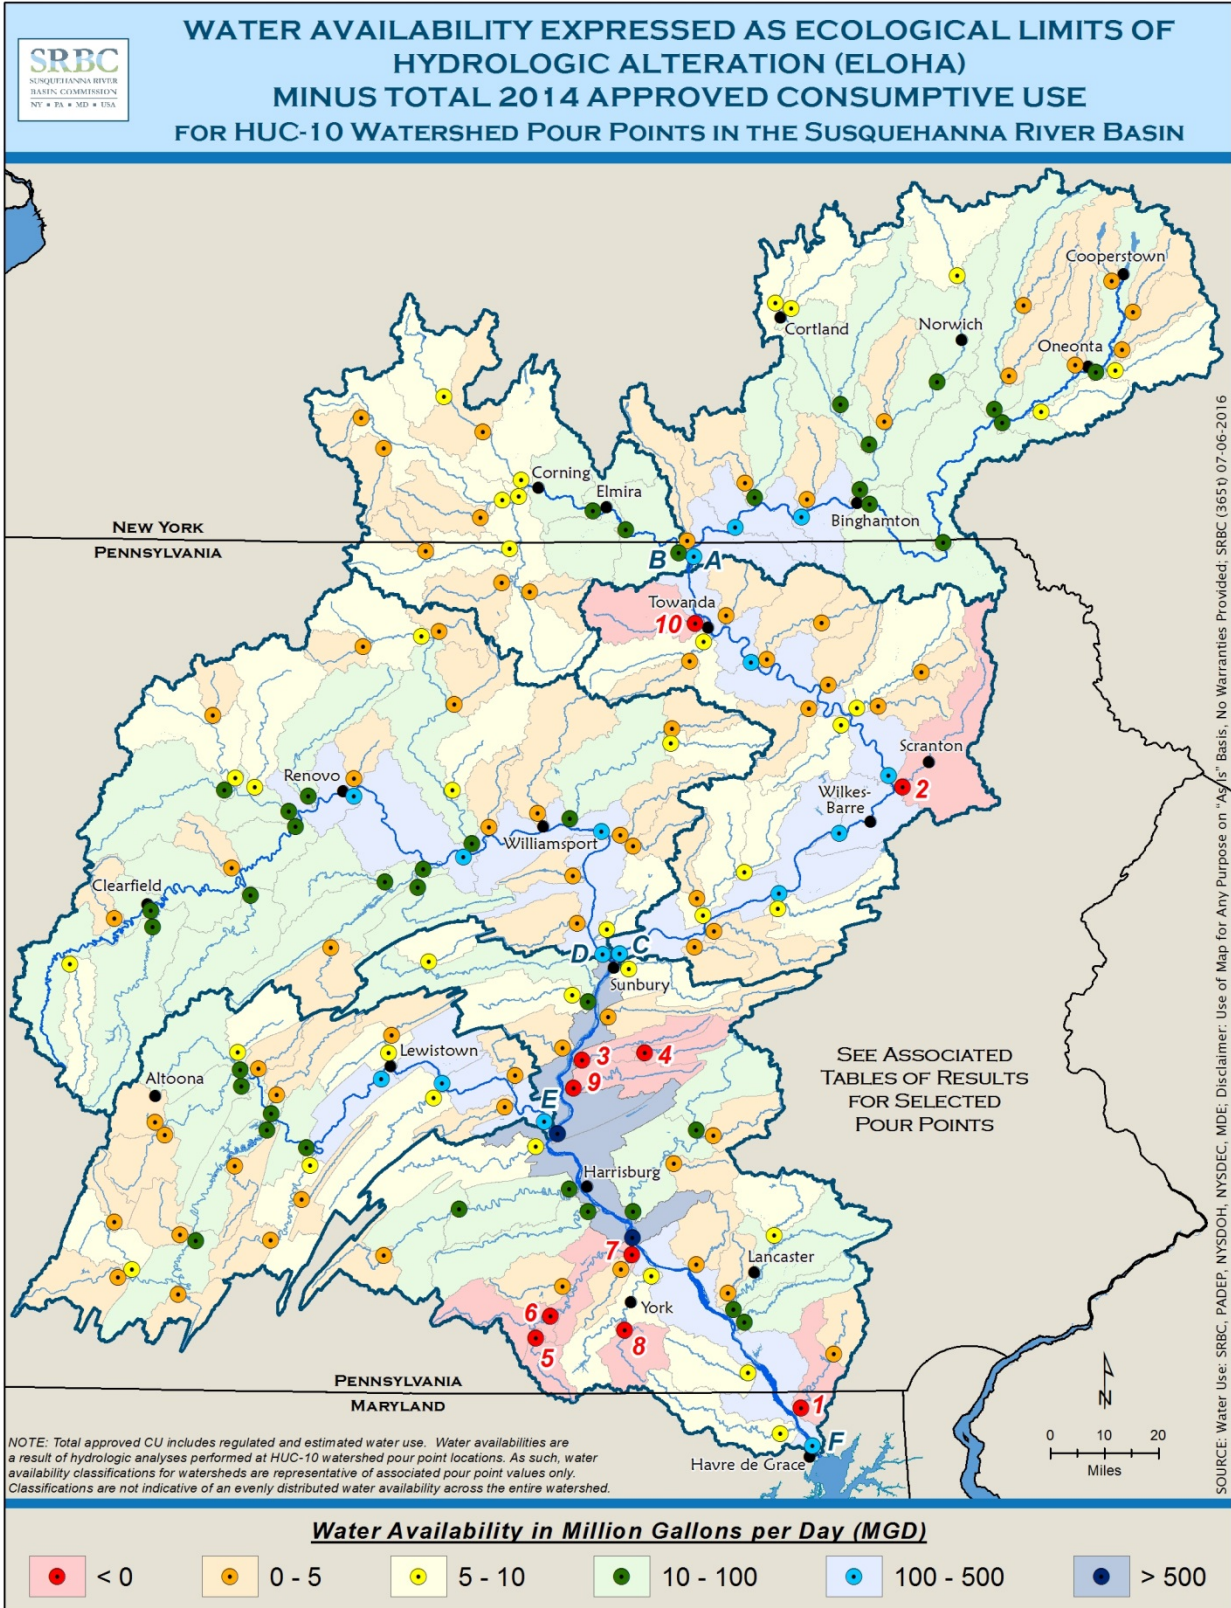 WATER AVAILABILITY EXPRESSED AS ECOLOGICAL LIMITS OF
HYDROLOGIC ALTERATION (ELOHA)
MINUS TOTAL 2014 APPROVED CONSUMPTIVE USE
FOR HUC-10 WATERSHED POUR POINTS IN THE SUSQUEHANNA RIVER BASIN
SRBC
SUSQUEHANNA RIVER
BASIN COMMISSION
NY ▪ PA ▪ MD ▪ USA
Cooperstown
Cortland
Norwich
Oneonta
Corning
Elmira
Binghamton
NEW YORK
PENNSYLVANIA
B
A
Towanda
10
Scranton
Renovo
Wilkes-
Barre
2
Williamsport
Clearfield
D
C
Sunbury
3
4
9
Lewistown
Altoona
E
SEE ASSOCIATED
TABLES OF RESULTS
FOR SELECTED
POUR POINTS
Harrisburg
7
Lancaster
6
York
5
8
PENNSYLVANIA
MARYLAND
1
F
Havre de Grace
N
0 10 20
Miles
NOTE: Total approved CU includes regulated and estimated water use. Water availabilities are
a result of hydrologic analyses performed at HUC-10 watershed pour point locations. As such, water
availability classifications for watersheds are representative of associated pour point values only.
Classifications are not indicative of an evenly distributed water availability across the entire watershed.
SOURCE: Water Use: SRBC, PADEP, NYSDOH, NYSDEC, MDE; Disclaimer: Use of Map for Any Purpose on "As Is" Basis, No Warranties Provided; SRBC (365t) 07-06-2016
Water Availability in Million Gallons per Day (MGD)
< 0
0 - 5
5 - 10
10 - 100
100 - 500
> 500